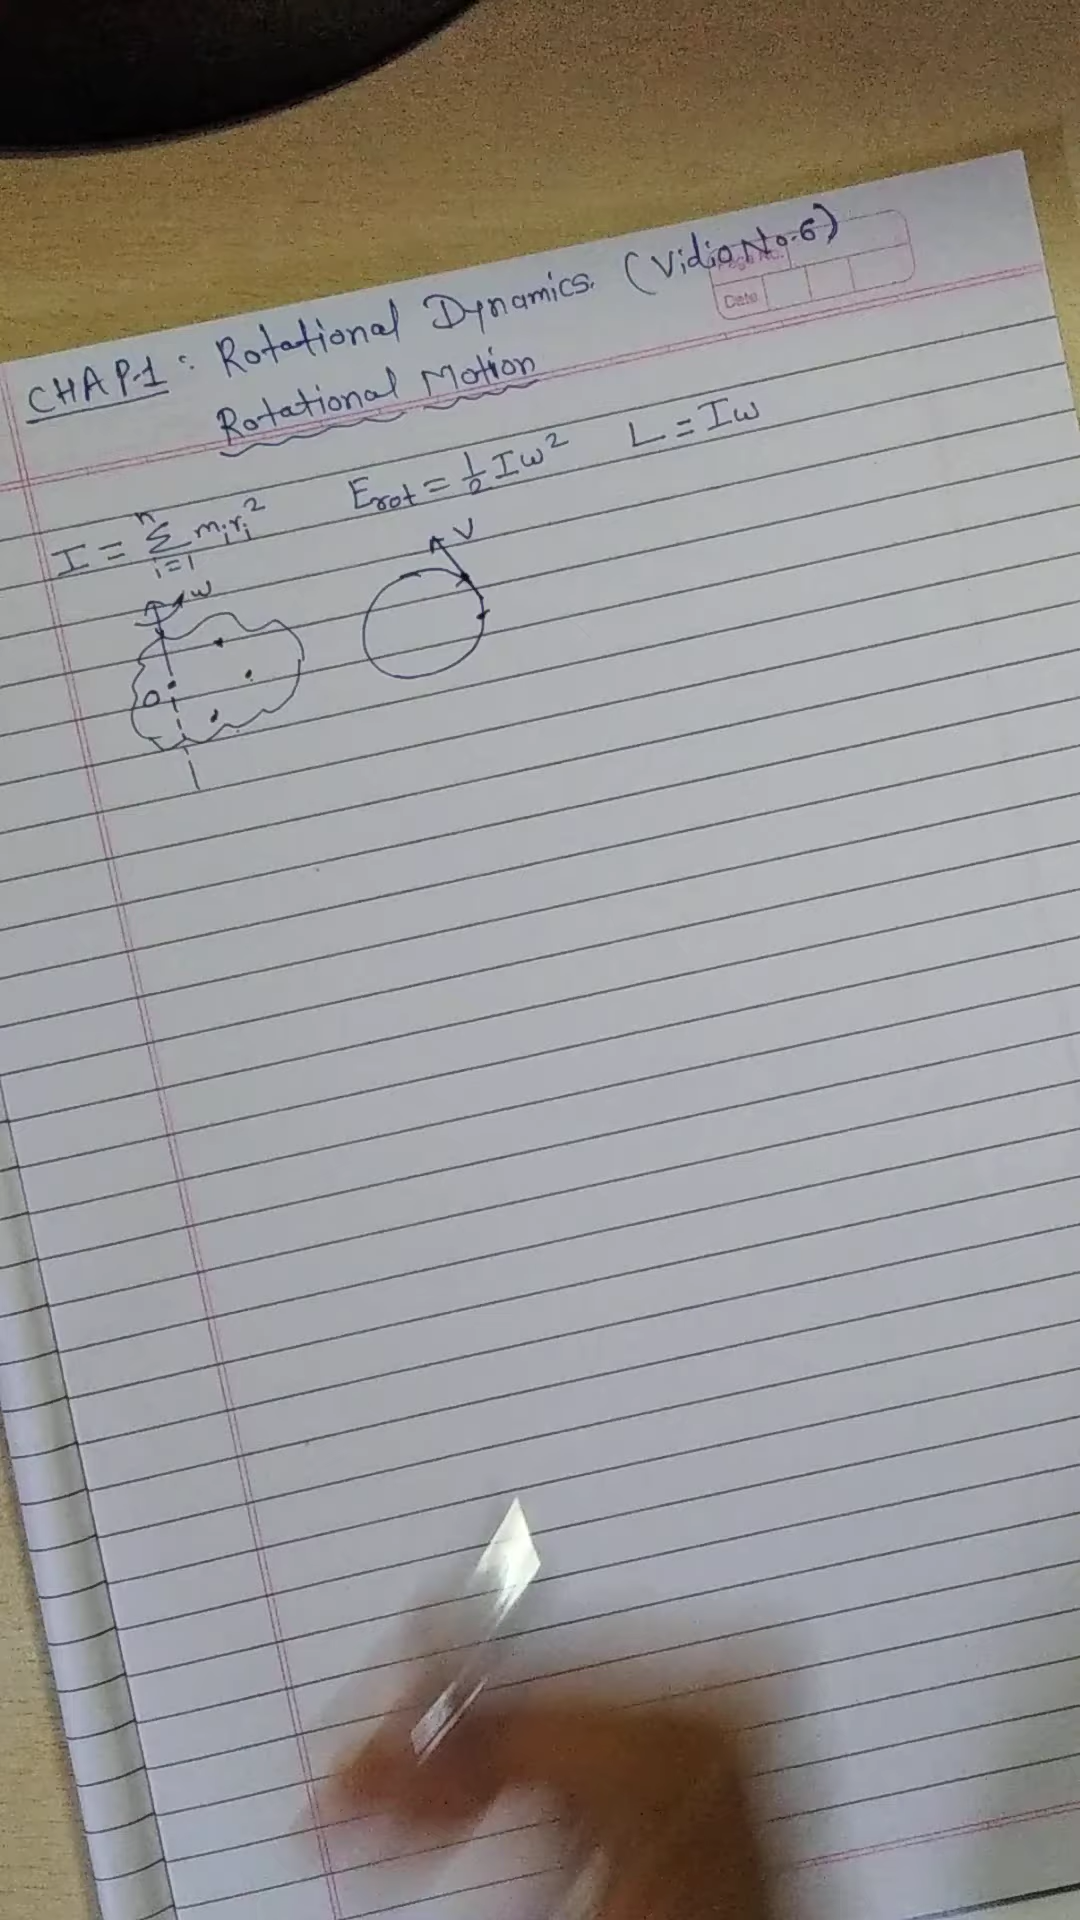 CHAP-1 : Rotational Dynamics. (Vidio No.6)
Date
Rotational Motion
I = Σ mᵢrᵢ² Erot = 1/2 Iω² L = Iω
n
i=1
ω
V
O